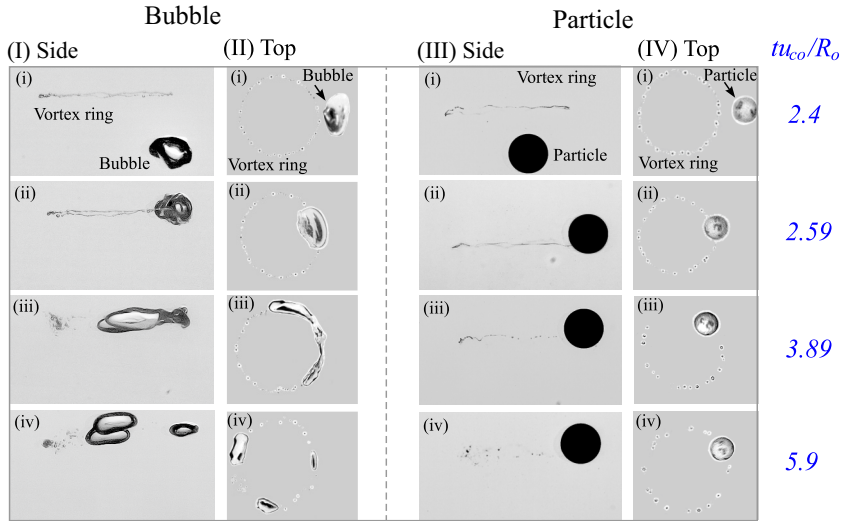 Bubble
Particle
(I) Side
(II) Top
(III) Side
(IV) Top
tu_co/R_o
(i)
Vortex ring
Bubble
(i)
Bubble
Vortex ring
(i)
Vortex ring
Particle
(i)
Particle
Vortex ring
2.4
(ii)
(ii)
(ii)
(ii)
2.59
(iii)
(iii)
(iii)
(iii)
3.89
(iv)
(iv)
(iv)
(iv)
5.9